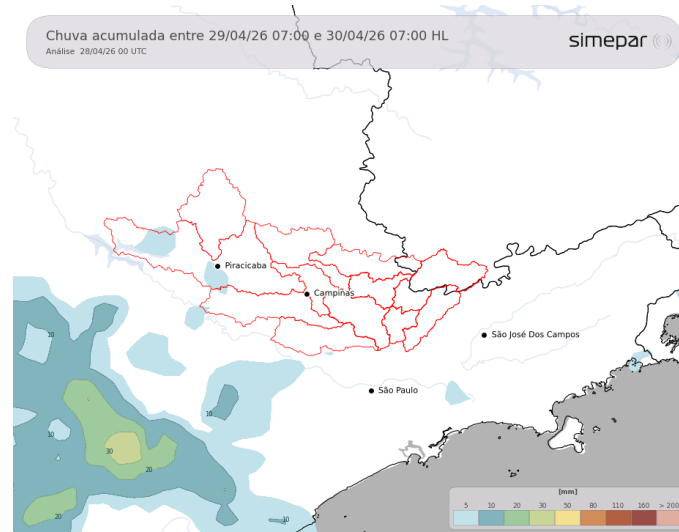 Chuva acumulada entre 29/04/26 07:00 e 30/04/26 07:00 HL
Análise 28/04/26 00 UTC
simepar
Piracicaba
Campinas
São José Dos Campos
São Paulo
10
10
10
30
20
20
10
[mm]
5 10 20 30 50 80 110 160 > 200